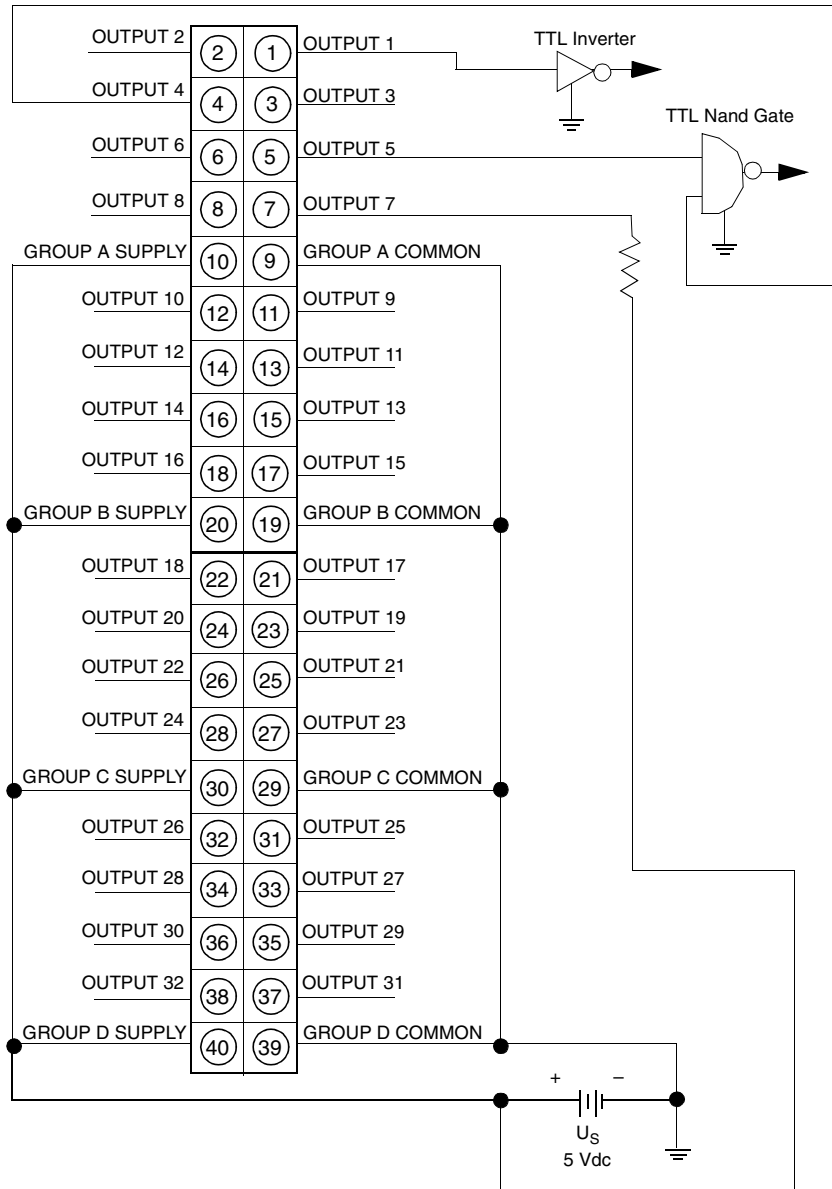 OUTPUT 2 2 1 OUTPUT 1
TTL Inverter
OUTPUT 4 4 3 OUTPUT 3
TTL Nand Gate
OUTPUT 6 6 5 OUTPUT 5
OUTPUT 8 8 7 OUTPUT 7
GROUP A SUPPLY 10 9 GROUP A COMMON
OUTPUT 10 12 11 OUTPUT 9
OUTPUT 12 14 13 OUTPUT 11
OUTPUT 14 16 15 OUTPUT 13
OUTPUT 16 18 17 OUTPUT 15
GROUP B SUPPLY 20 19 GROUP B COMMON
OUTPUT 18 22 21 OUTPUT 17
OUTPUT 20 24 23 OUTPUT 19
OUTPUT 22 26 25 OUTPUT 21
OUTPUT 24 28 27 OUTPUT 23
GROUP C SUPPLY 30 29 GROUP C COMMON
OUTPUT 26 32 31 OUTPUT 25
OUTPUT 28 34 33 OUTPUT 27
OUTPUT 30 36 35 OUTPUT 29
OUTPUT 32 38 37 OUTPUT 31
GROUP D SUPPLY 40 39 GROUP D COMMON
+ –
US
5 Vdc